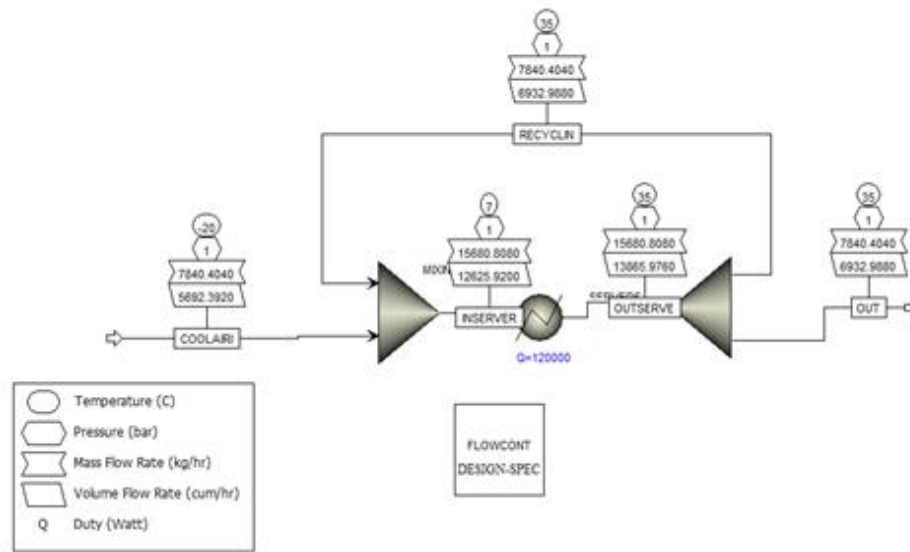 35
1
7840.4040
6932.9880
RECYCLIN
-20
1
7840.4040
5692.3920
COOLAIRI
7
1
15680.8080
12625.9200
INSERVER
Q=120000
35
1
15680.8080
13865.9760
OUTSERVE
35
1
7840.4040
6932.9880
OUT
FLOWCONT
DESIGN-SPEC
Temperature (C)
Pressure (bar)
Mass Flow Rate (kg/hr)
Volume Flow Rate (cum/hr)
Q Duty (Watt)